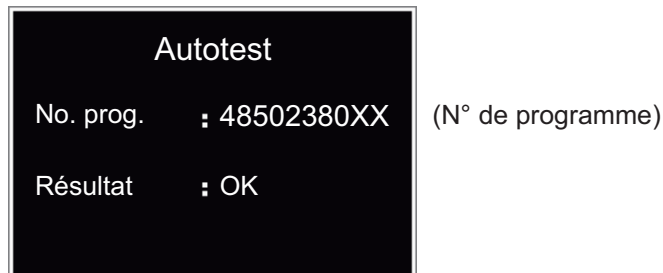 Autotest
No. prog. : 48502380XX (N° de programme)
Résultat : OK